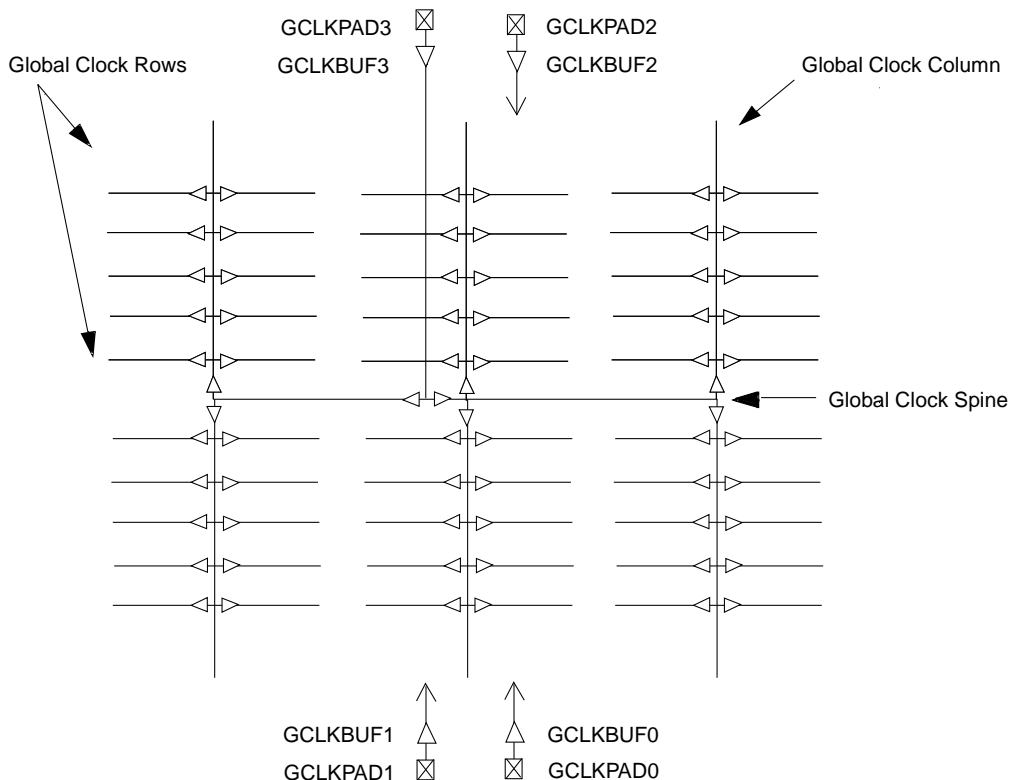 GCLKPAD3
GCLKPAD2
GCLKBUF3
GCLKBUF2
Global Clock Rows
Global Clock Column
Global Clock Spine
GCLKBUF1
GCLKBUF0
GCLKPAD1
GCLKPAD0